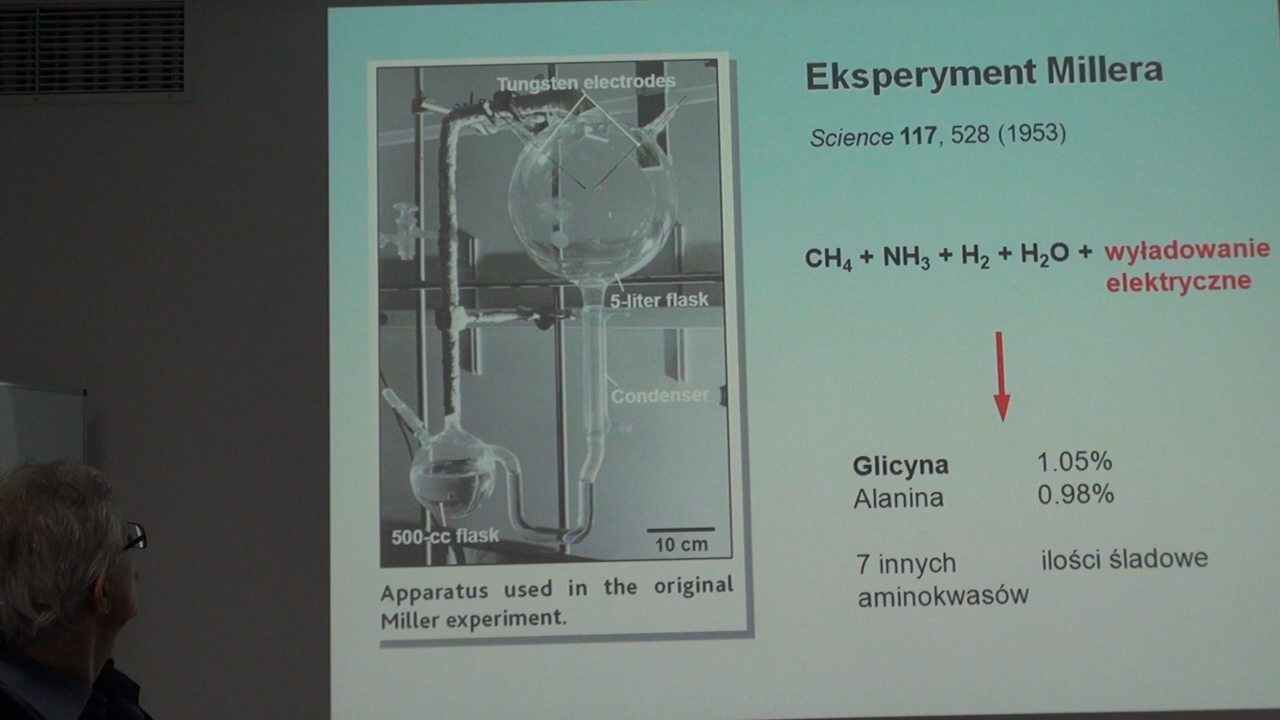 Tungsten electrodes
5-liter flask
Condenser
500-cc flask
10 cm
Apparatus used in the original
Miller experiment.
Eksperyment Millera
Science 117, 528 (1953)
CH₄ + NH₃ + H₂ + H₂O + wyładowanie
elektryczne
Glicyna 1.05%
Alanina 0.98%
7 innych ilości śladowe
aminokwasów